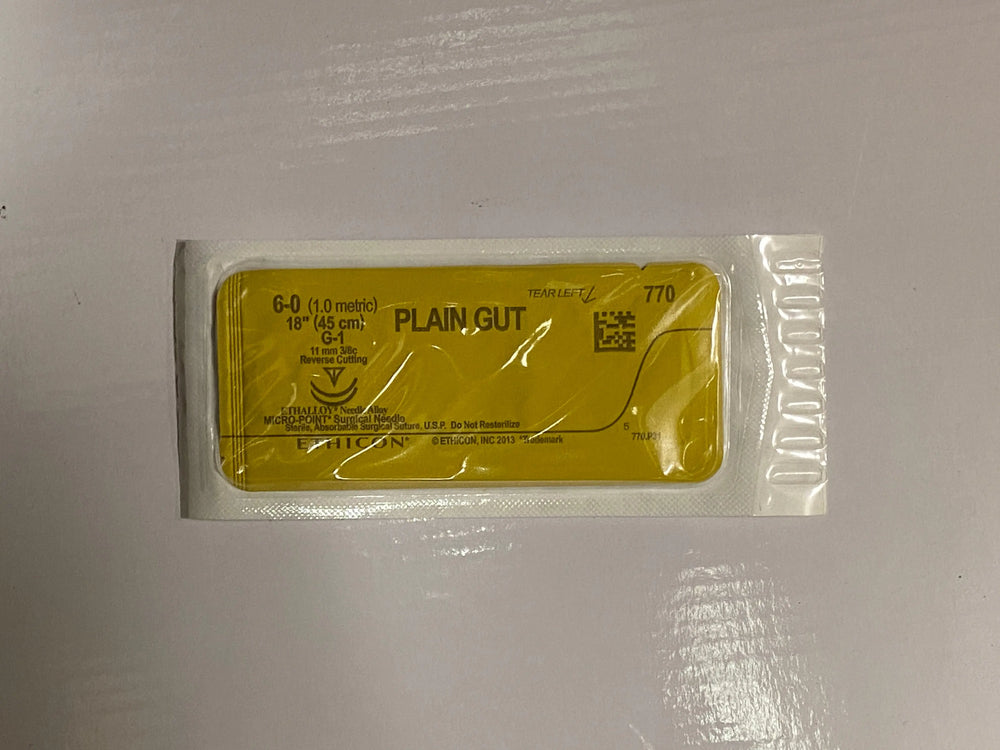 6-0 (1.0 metric)
18" (45 cm)
G-1
11 mm 3/8c
Reverse Cutting
ETHALLOY* Needle Alloy
MICRO-POINT* Surgical Needle
Sterile, Absorbable Surgical Suture, U.S.P. Do Not Resterilize
ETHICON*
© ETHICON, INC 2013 *Trademark
PLAIN GUT
TEAR LEFT
770
5
770.P31